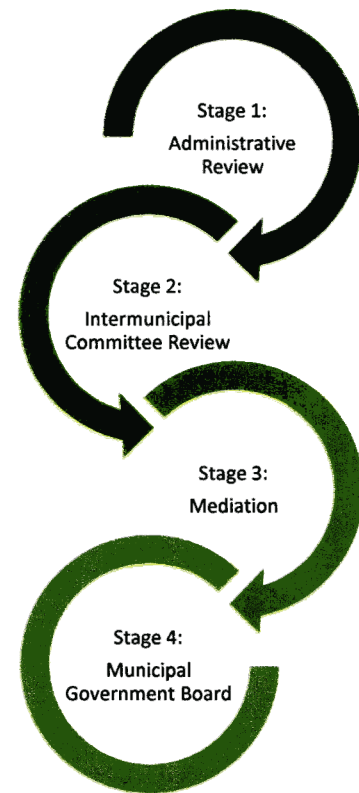 Stage 1:
Administrative
Review
Stage 2:
Intermunicipal
Committee Review
Stage 3:
Mediation
Stage 4:
Municipal
Government Board